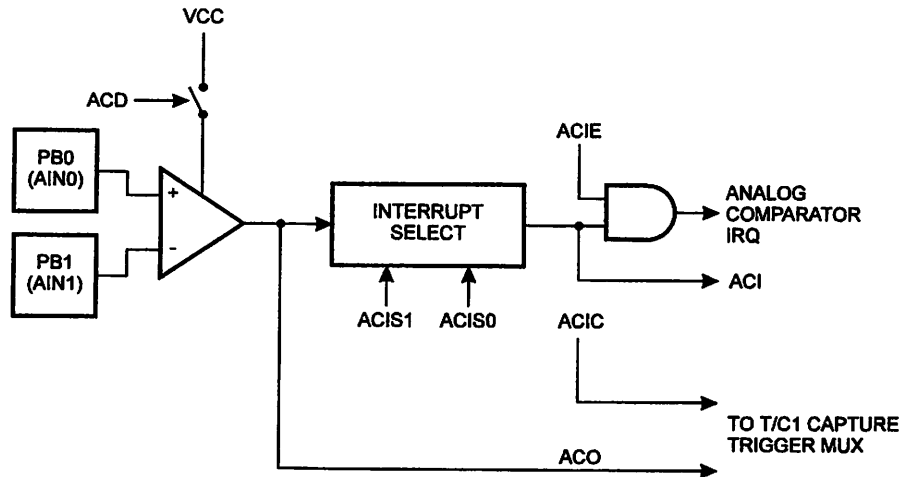 VCC
ACD
PB0
(AIN0)
+
-
PB1
(AIN1)
INTERRUPT
SELECT
ACIS1
ACIS0
ACIE
ANALOG
COMPARATOR
IRQ
ACI
ACIC
TO T/C1 CAPTURE
TRIGGER MUX
ACO